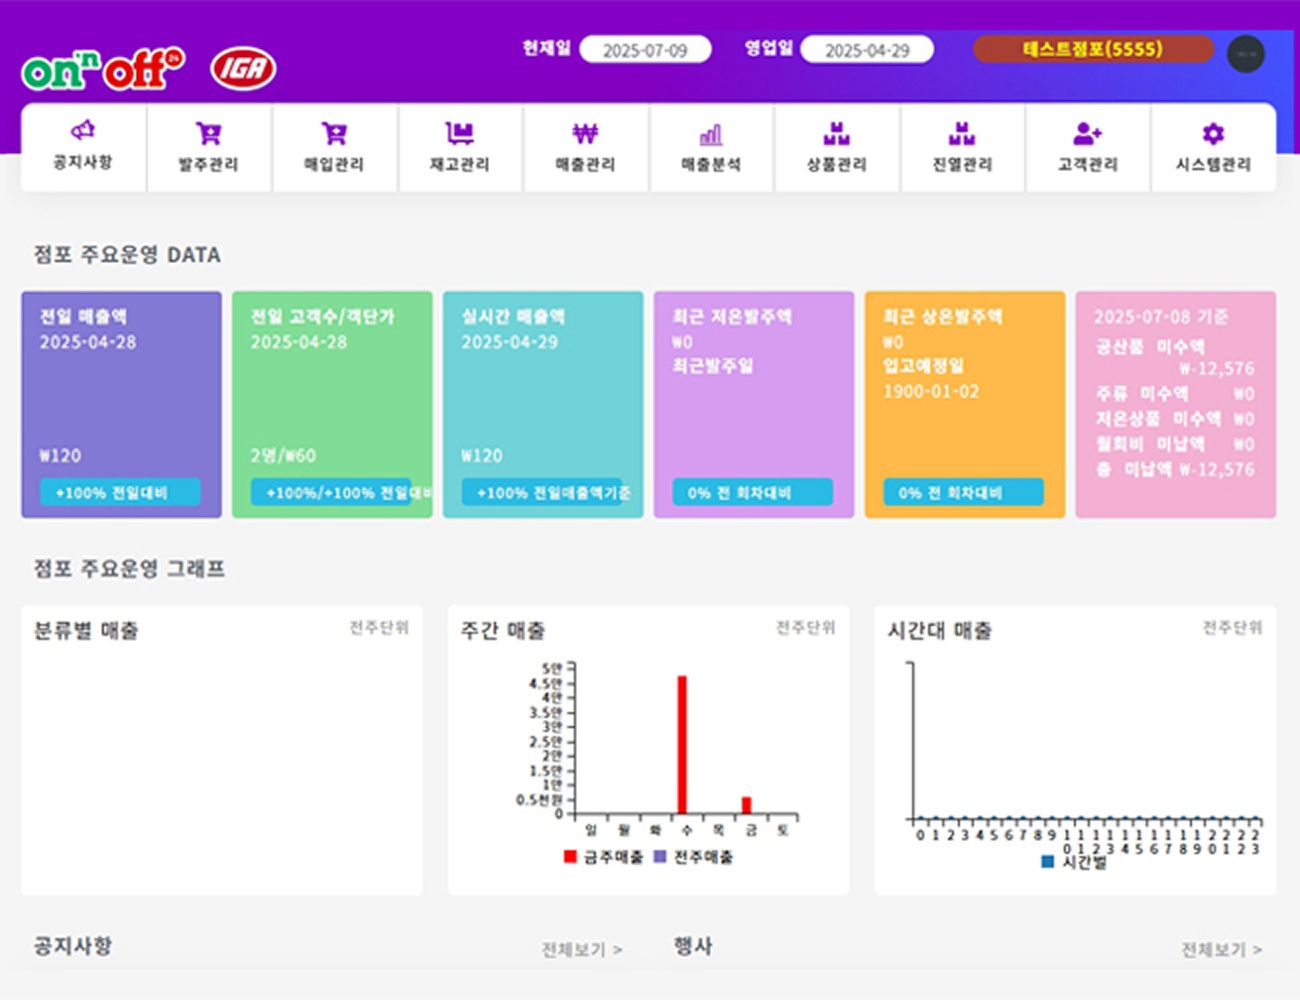 현재일 2025-07-09 영업일 2025-04-29 테스트점포(5555)
on'n off 24 IGA
공지사항 발주관리 매입관리 재고관리 매출관리 매출분석 상품관리 진열관리 고객관리 시스템관리
점포 주요운영 DATA
전일 매출액
2025-04-28
₩120
+100% 전일대비
전일 고객수/객단가
2025-04-28
2명/₩60
+100%/+100% 전일대비
실시간 매출액
2025-04-29
₩120
+100% 전일매출액기준
최근 저온발주액
₩0
최근발주일
0% 전 회차대비
최근 상온발주액
₩0
입고예정일
1900-01-02
0% 전 회차대비
2025-07-08 기준
공산품 미수액
₩-12,576
주류 미수액 ₩0
저온상품 미수액 ₩0
월회비 미납액 ₩0
총 미납액 ₩-12,576
점포 주요운영 그래프
분류별 매출 전주단위
주간 매출 전주단위
5만
4.5만
4만
3.5만
3만
2.5만
2만
1.5만
1만
0.5천원
0
일 월 화 수 목 금 토
금주매출 전주매출
시간대 매출 전주단위
0 1 2 3 4 5 6 7 8 9 10 11 12 13 14 15 16 17 18 19 20 21 22 23
시간별
공지사항 전체보기 >
행사 전체보기 >